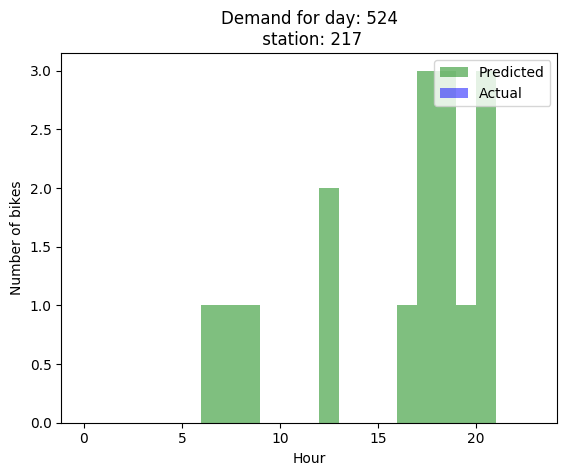 Demand for day: 524
station: 217
Predicted
Actual
Number of bikes
3.0
2.5
2.0
1.5
1.0
0.5
0.0
0 5 10 15 20
Hour